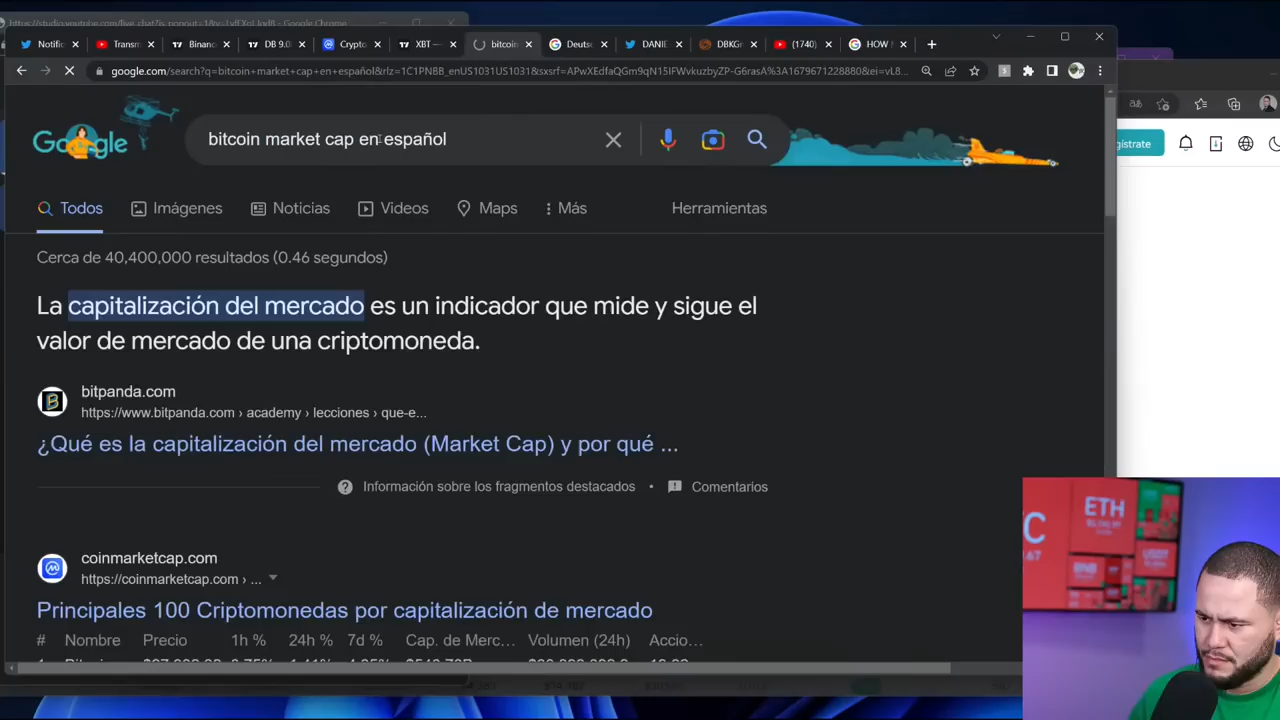 Notific
Transm
Binanc
DB 9.0
Crypto
XBT —
bitcoin
Deutse
DANIE
DBKGr
(1740)
HOW
google.com/search?q=bitcoin+market+cap+en+español&rlz=1C1PNBB_enUS1031US1031&sxsrf=APwXEdfaQGm9qN15IFWvkuzbyZP-G6rasA%3A1679671228880&ei=vL8...
Google
bitcoin market cap en español
gístrate
Todos
Imágenes
Noticias
Videos
Maps
Más
Herramientas
Cerca de 40,400,000 resultados (0.46 segundos)
La capitalización del mercado es un indicador que mide y sigue el
valor de mercado de una criptomoneda.
bitpanda.com
https://www.bitpanda.com › academy › lecciones › que-e...
¿Qué es la capitalización del mercado (Market Cap) y por qué ...
Información sobre los fragmentos destacados
•
Comentarios
coinmarketcap.com
https://coinmarketcap.com › ...
Principales 100 Criptomonedas por capitalización de mercado
# Nombre Precio 1h % 24h % 7d % Cap. de Merc... Volumen (24h) Accio...
ETH
C
BNB